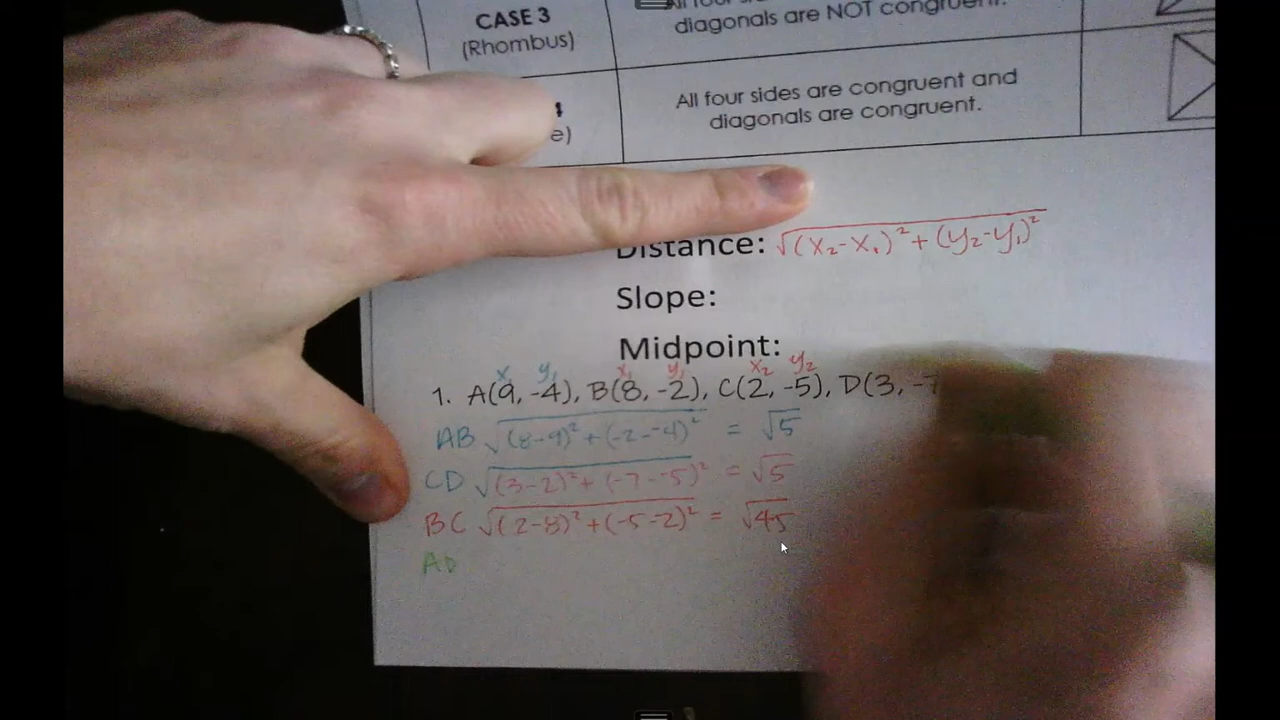 CASE 3
(Rhombus)
diagonals are NOT congruent.
All four sides are congruent and
diagonals are congruent.
e)
Distance: √(x₂-x₁)²+(y₂-y₁)²
Slope:
Midpoint:
x₁ y₁ x₁ y₁ x₂ y₂
1. A(9, -4), B(8, -2), C(2, -5), D(3, -7
AB √(8-9)²+(-2--4)² = √5
CD √(3-2)²+(-7--5)² = √5
BC √(2-8)²+(-5-2)² = √45
AD